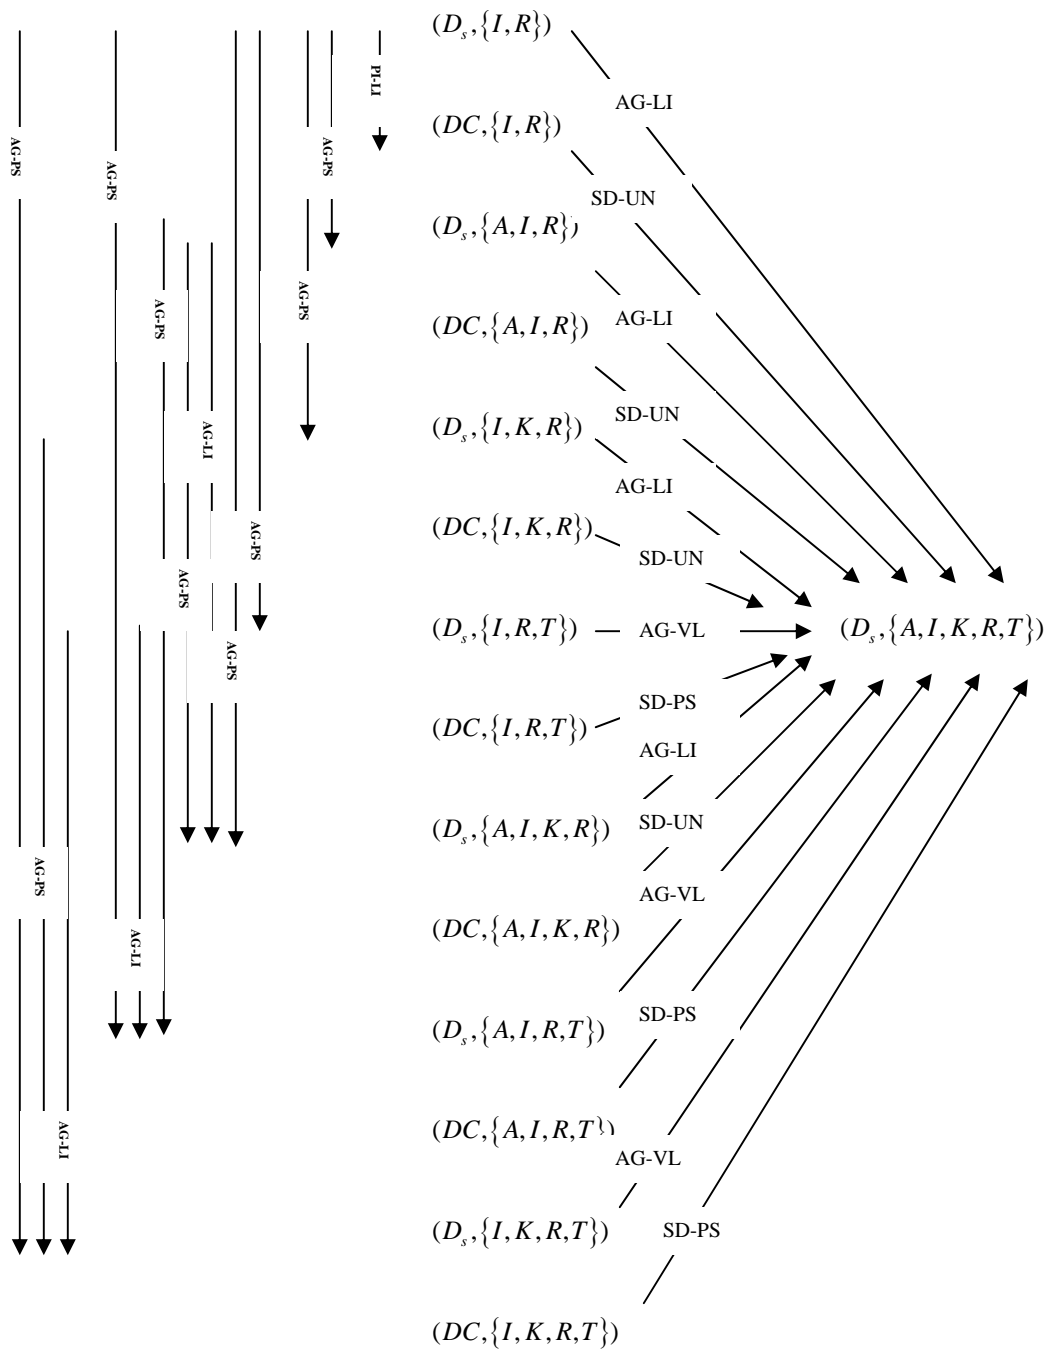 (D_s,{I,R})
AG-LI
(DC,{I,R})
SD-UN
(D_s,{A,I,R})
AG-LI
(DC,{A,I,R})
SD-UN
(D_s,{I,K,R})
AG-LI
(DC,{I,K,R})
SD-UN
(D_s,{I,R,T})
AG-VL
(D_s,{A,I,K,R,T})
SD-PS
(DC,{I,R,T})
AG-LI
(D_s,{A,I,K,R})
SD-UN
AG-VL
(DC,{A,I,K,R})
SD-PS
(D_s,{A,I,R,T})
(DC,{A,I,R,T})
AG-VL
(D_s,{I,K,R,T})
SD-PS
(DC,{I,K,R,T})
PI-LI
AG-PS
AG-PS
AG-PS
AG-PS
AG-PS
AG-PS
AG-LI
AG-PS
AG-PS
AG-PS
AG-PS
AG-LI
AG-LI